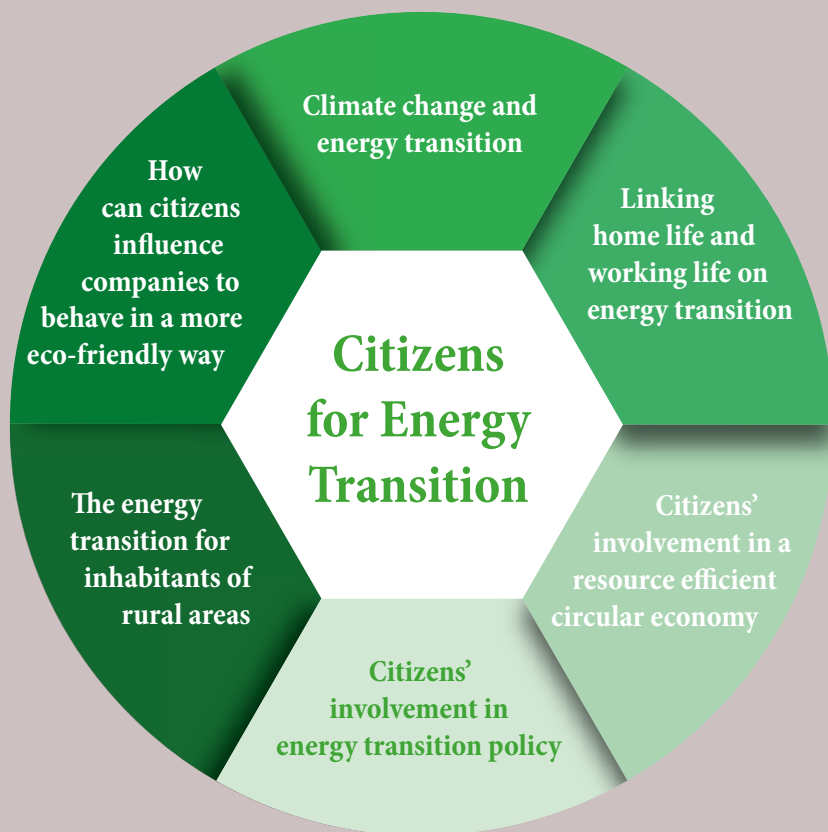 Climate change and
energy transition
Linking
home life and
working life on
energy transition
Citizens’
involvement in a
resource efficient
circular economy
Citizens’
involvement in
energy transition policy
The energy
transition for
inhabitants of
rural areas
How
can citizens
influence
companies to
behave in a more
eco-friendly way
Citizens
for Energy
Transition